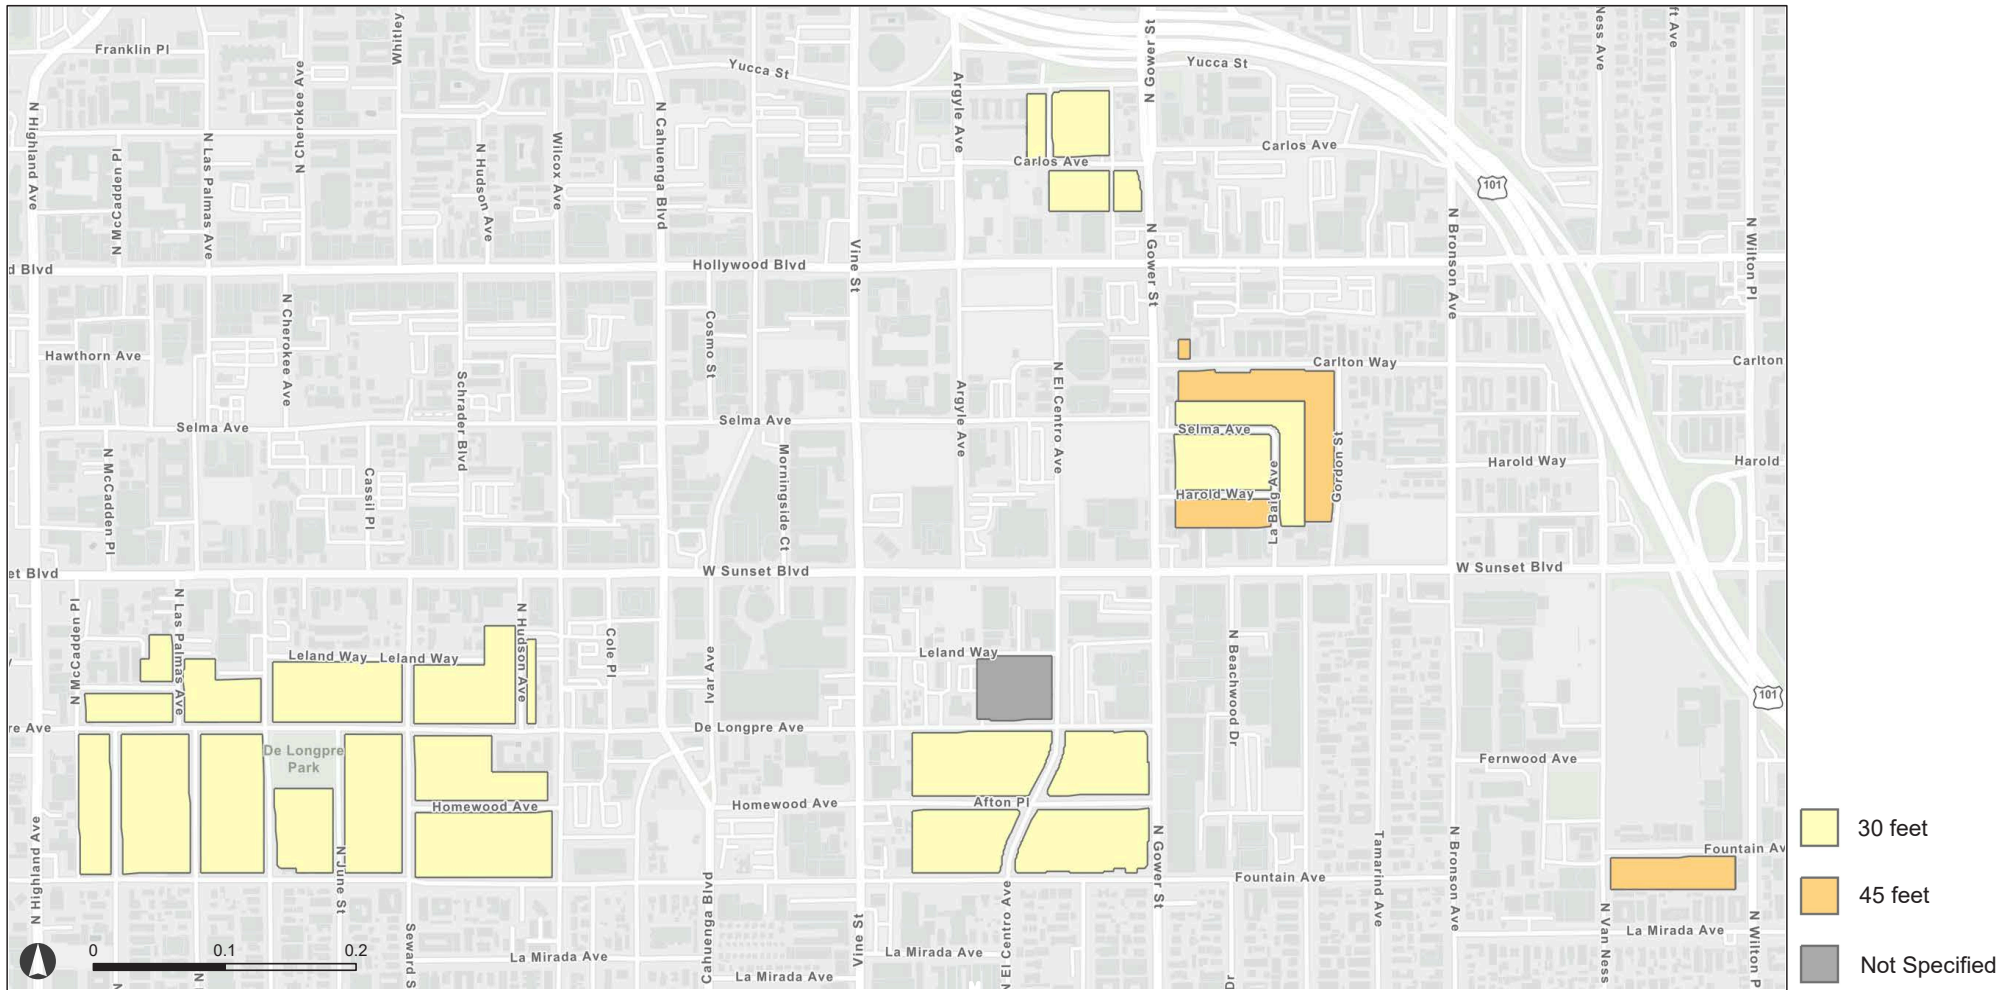 Franklin Pl
Whitley
N Cherokee Ave
Yucca St
Argyle Ave
N Gower St
Yucca St
Ness Ave
ft Ave
N Highland Ave
N McCadden Pl
N Las Palmas Ave
N Hudson Ave
Wilcox Ave
N Cahuenga Blvd
Carlos Ave
Carlos Ave
101
d Blvd
Hollywood Blvd
Vine St
N Gower St
N Bronson Ave
N Wilton Pl
Hawthorn Ave
N Cherokee Ave
Cosmo St
Carlton Way
Carlton
Schrader Blvd
Argyle Ave
N El Centro Ave
Selma Ave
Selma Ave
Selma Ave
N McCadden Pl
Cassil Pl
Morningside Ct
Harold Way
La Baig Ave
Gordon St
Harold Way
Harold
et Blvd
W Sunset Blvd
W Sunset Blvd
N McCadden Pl
N Las Palmas Ave
Leland Way
Leland Way
N Hudson Ave
Cole Pl
Ivar Ave
Leland Way
N Beachwood Dr
101
re Ave
De Longpre Ave
De Longpre
Park
Fernwood Ave
Homewood Ave
Homewood Ave
Afton Pl
N Highland Ave
N June St
Seward S
Cahuenga Blvd
Vine St
N El Centro Ave
N Gower St
Fountain Ave
Tamarind Ave
N Bronson Ave
Fountain Av
N Van Ness
N Wilton P
La Mirada Ave
La Mirada Ave
La Mirada Ave
La Mirada Ave
N
N
Dr
0
0.1
0.2
30 feet
45 feet
Not Specified